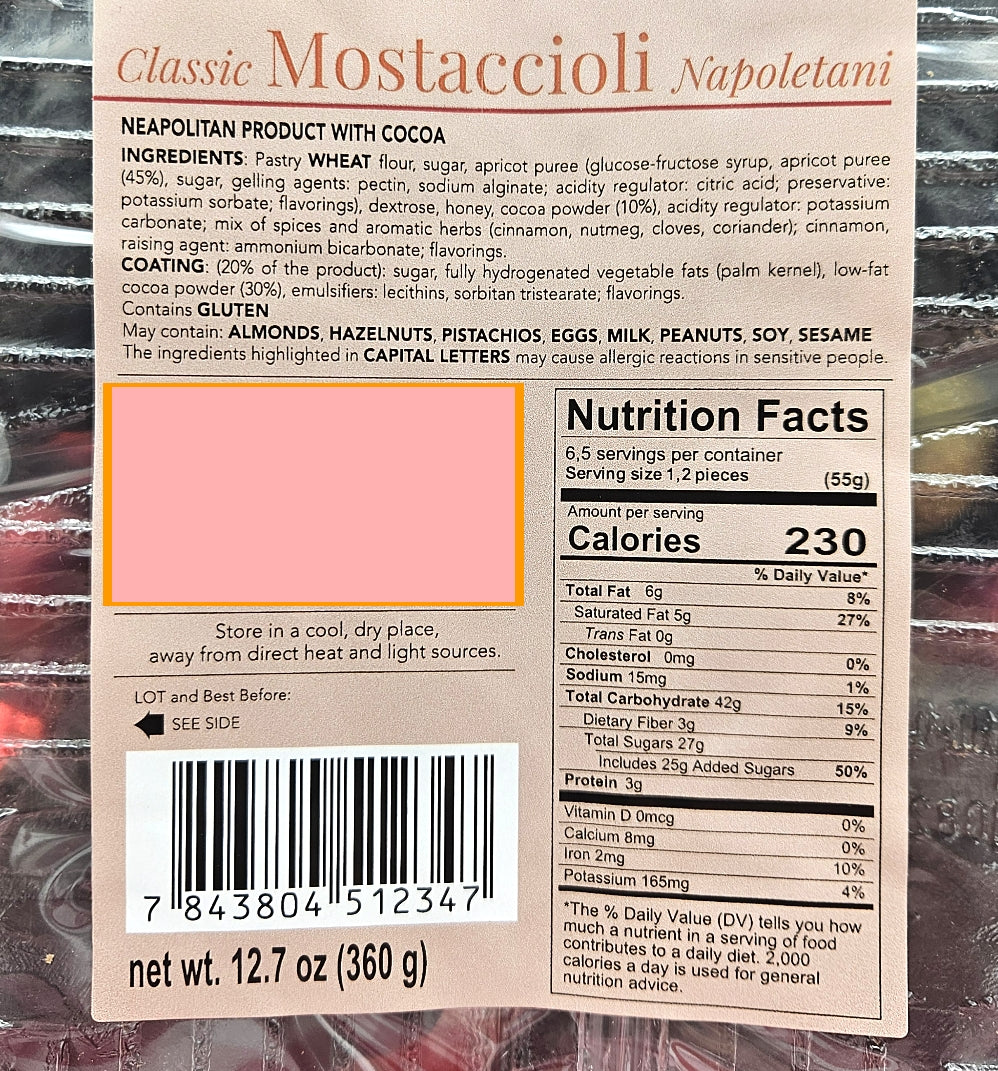 Classic Mostaccioli Napoletani
NEAPOLITAN PRODUCT WITH COCOA
INGREDIENTS: Pastry WHEAT flour, sugar, apricot puree (glucose-fructose syrup, apricot puree
(45%), sugar, gelling agents: pectin, sodium alginate; acidity regulator: citric acid; preservative:
potassium sorbate; flavorings), dextrose, honey, cocoa powder (10%), acidity regulator: potassium
carbonate; mix of spices and aromatic herbs (cinnamon, nutmeg, cloves, coriander); cinnamon,
raising agent: ammonium bicarbonate; flavorings.
COATING: (20% of the product): sugar, fully hydrogenated vegetable fats (palm kernel), low-fat
cocoa powder (30%), emulsifiers: lecithins, sorbitan tristearate; flavorings.
Contains GLUTEN
May contain: ALMONDS, HAZELNUTS, PISTACHIOS, EGGS, MILK, PEANUTS, SOY, SESAME
The ingredients highlighted in CAPITAL LETTERS may cause allergic reactions in sensitive people.
Store in a cool, dry place,
away from direct heat and light sources.
LOT and Best Before:
SEE SIDE
7 843804 512347
net wt. 12.7 oz (360 g)
Nutrition Facts
6,5 servings per container
Serving size 1,2 pieces (55g)
Amount per serving
Calories 230
% Daily Value*
Total Fat 6g 8%
Saturated Fat 5g 27%
Trans Fat 0g
Cholesterol 0mg 0%
Sodium 15mg 1%
Total Carbohydrate 42g 15%
Dietary Fiber 3g 9%
Total Sugars 27g
Includes 25g Added Sugars 50%
Protein 3g
Vitamin D 0mcg 0%
Calcium 8mg 0%
Iron 2mg 10%
Potassium 165mg 4%
*The % Daily Value (DV) tells you how
much a nutrient in a serving of food
contributes to a daily diet. 2,000
calories a day is used for general
nutrition advice.